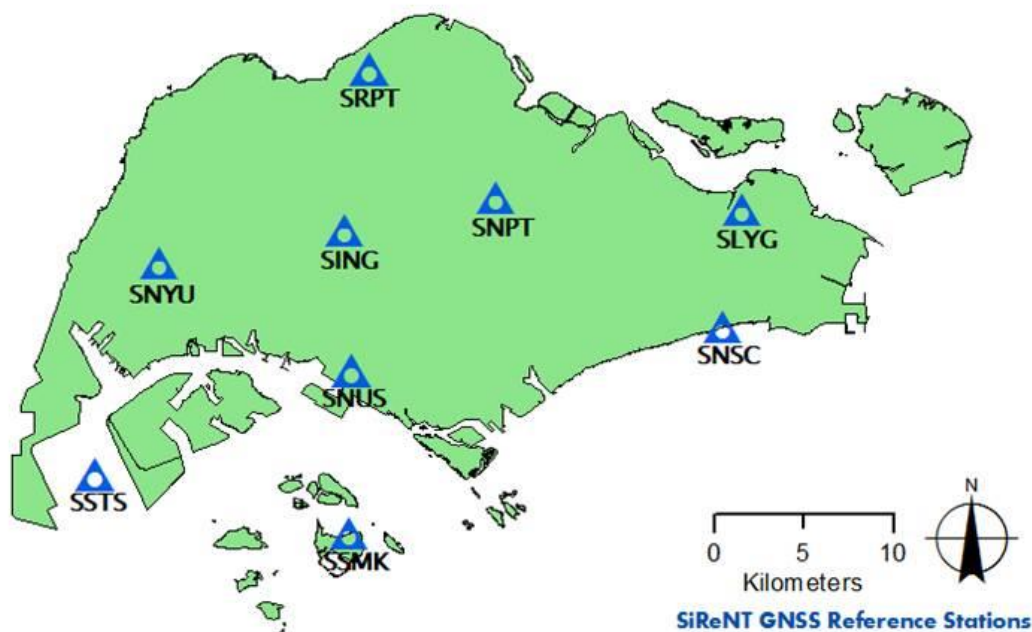 SRPT
SNPT
SLYG
SING
SNYU
SNSC
SNUS
SSTS
SSMK
N
0 5 10
Kilometers
SiReNT GNSS Reference Stations